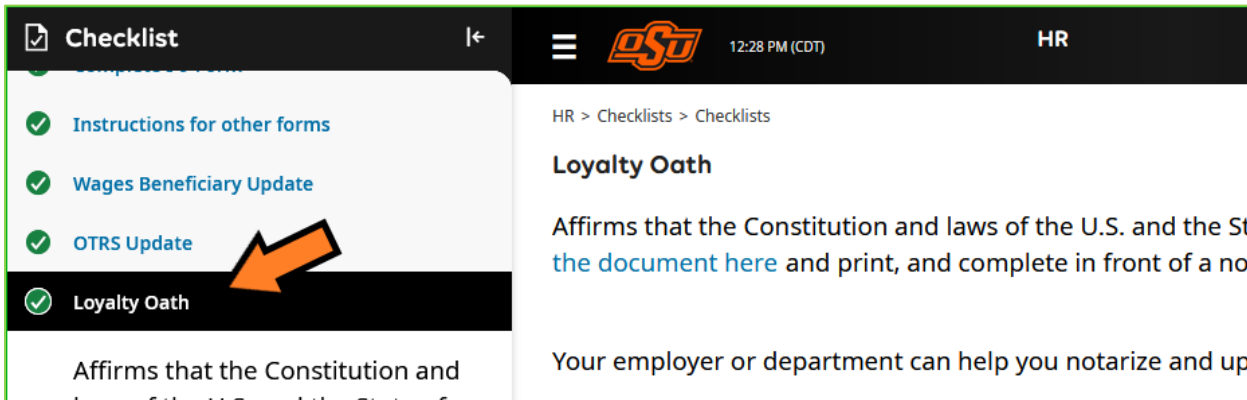 Checklist
Instructions for other forms
Wages Beneficiary Update
OTRS Update
Loyalty Oath
Affirms that the Constitution and
OSU
12:28 PM (CDT)
HR
HR > Checklists > Checklists
Loyalty Oath
Affirms that the Constitution and laws of the U.S. and the St
the document here and print, and complete in front of a no
Your employer or department can help you notarize and up